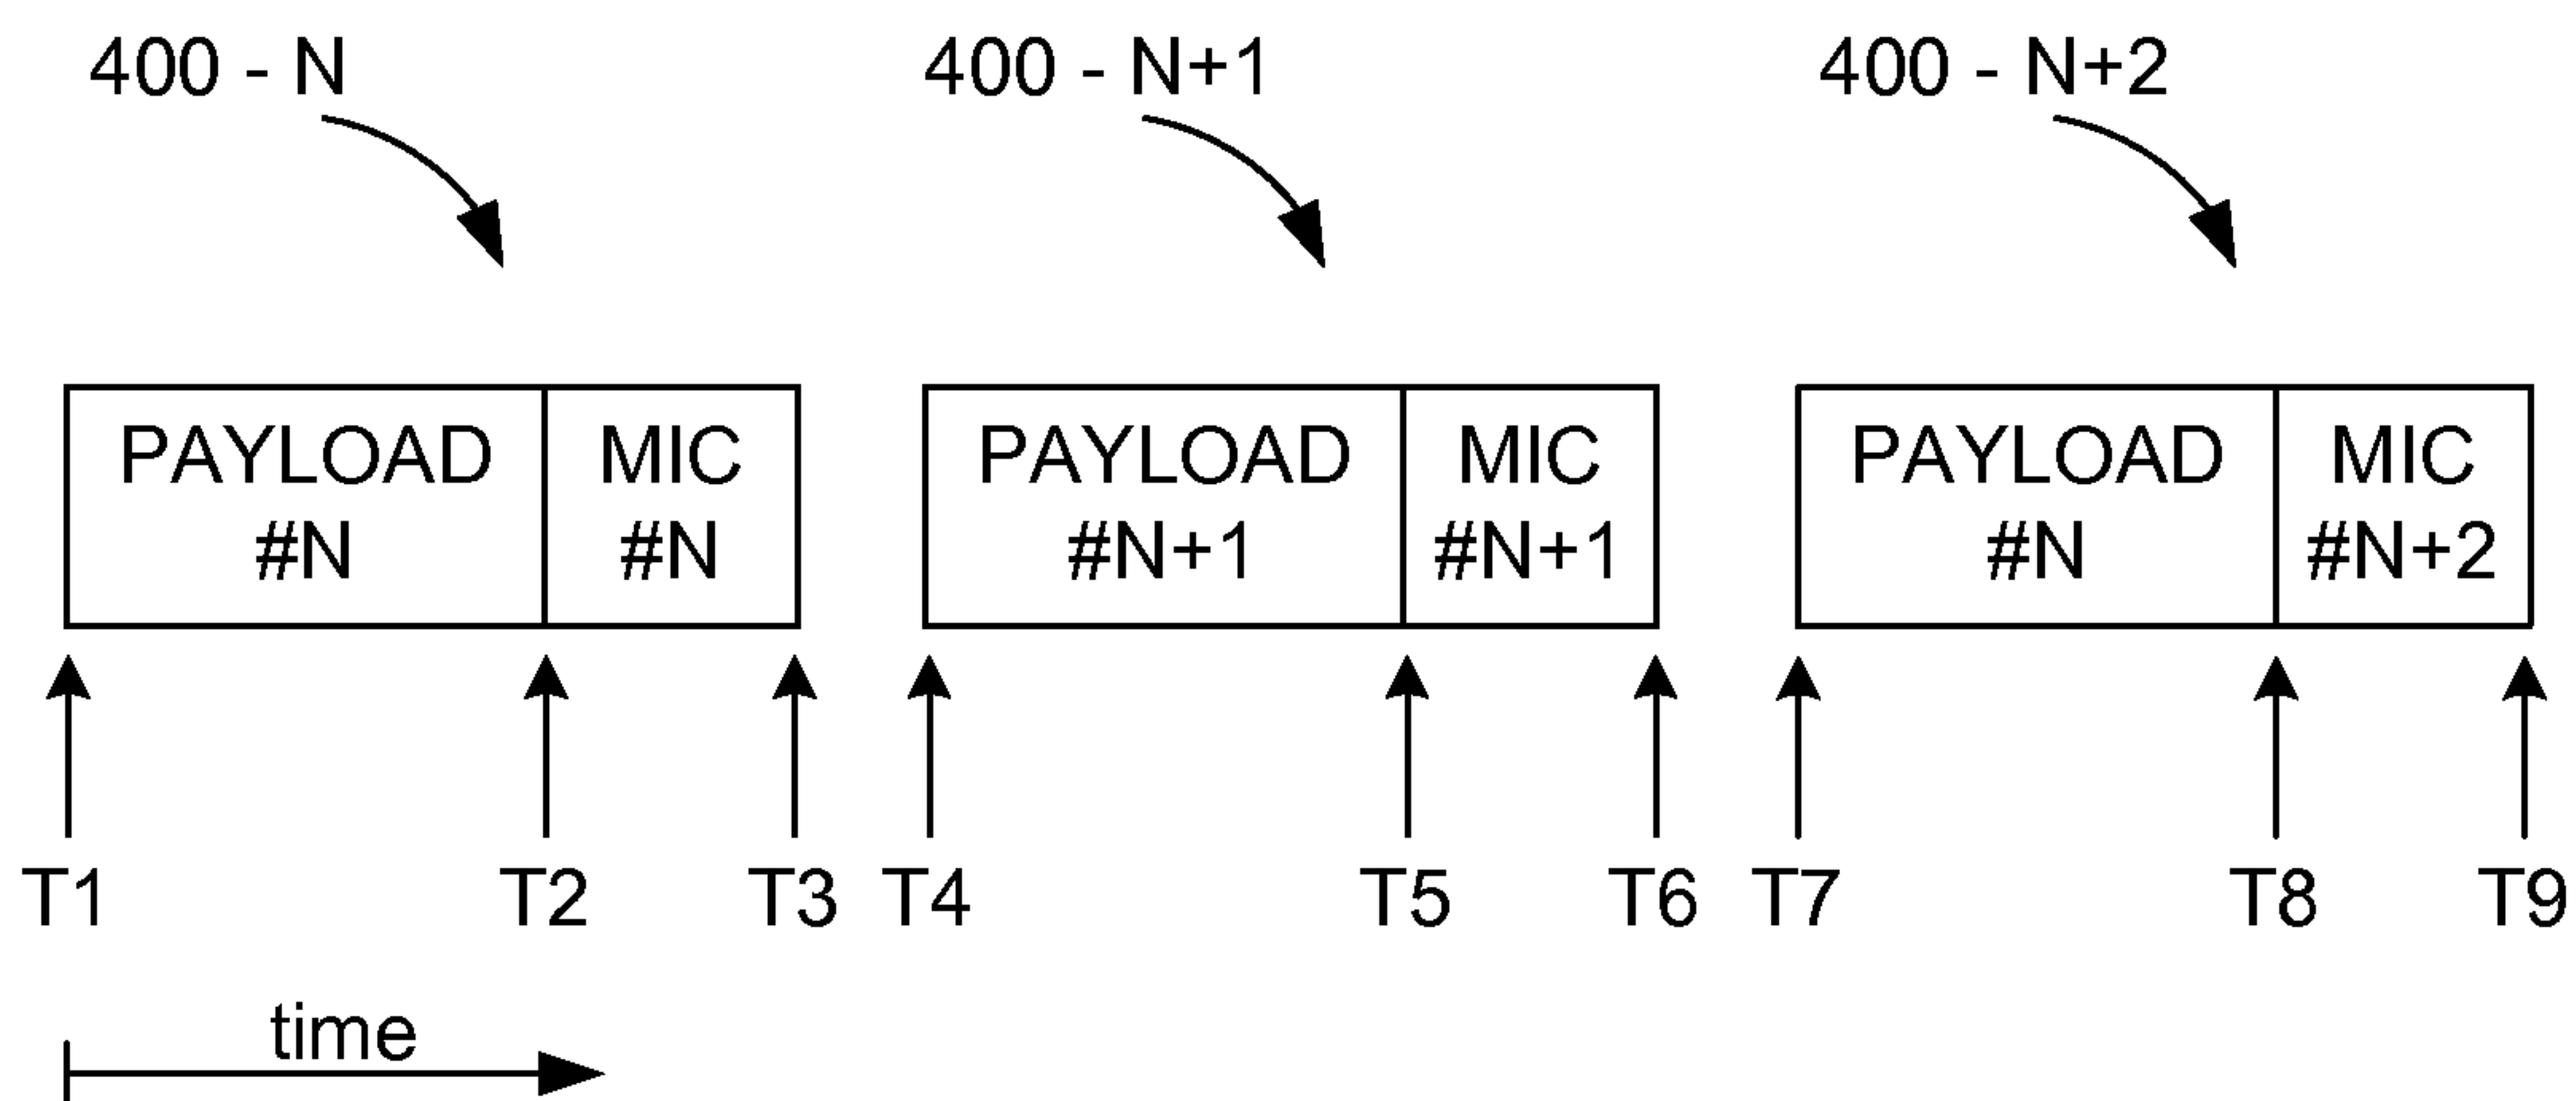 400 - N
400 - N+1
400 - N+2
PAYLOAD
#N
MIC
#N
PAYLOAD
#N+1
MIC
#N+1
PAYLOAD
#N
MIC
#N+2
T1
T2
T3
T4
T5
T6
T7
T8
T9
time